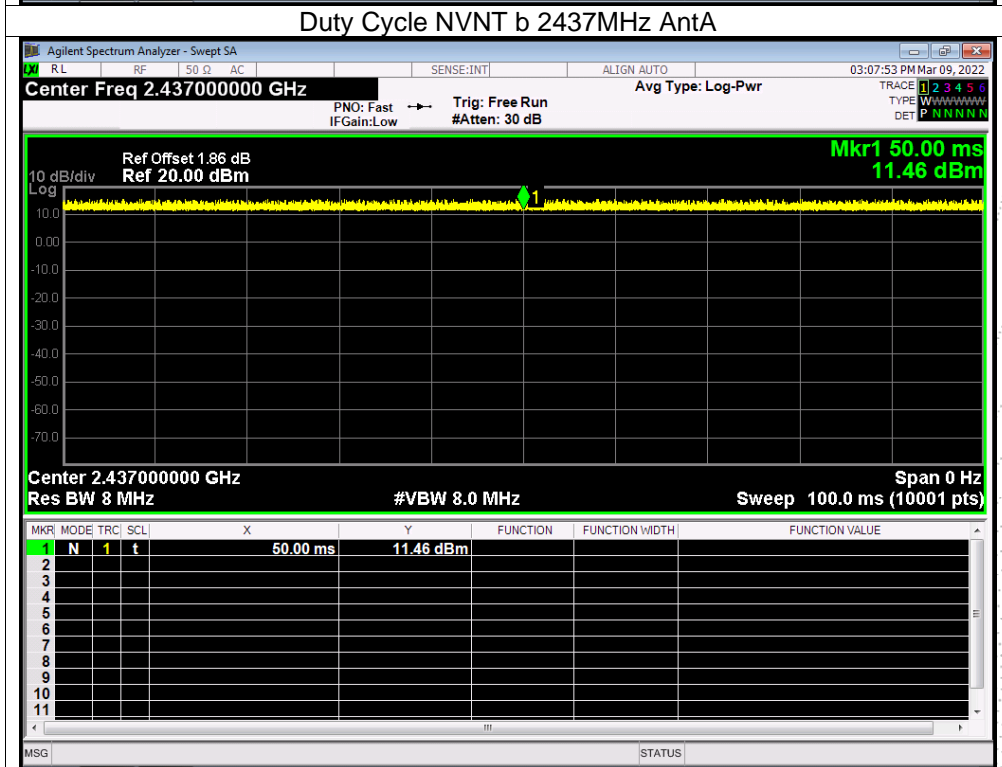 Duty Cycle NVNT b 2437MHz AntA
Agilent Spectrum Analyzer - Swept SA
LXI RL RF 50 Ω AC SENSE:INT ALIGN AUTO 03:07:53 PM Mar 09, 2022
Center Freq 2.437000000 GHz Avg Type: Log-Pwr TRACE 1 2 3 4 5 6
PNO: Fast Trig: Free Run TYPE WWWWWW
IFGain:Low #Atten: 30 dB DET P N N N N N
Mkr1 50.00 ms
Ref Offset 1.86 dB
10 dB/div Ref 20.00 dBm 11.46 dBm
Log
1
10.0
0.00
-10.0
-20.0
-30.0
-40.0
-50.0
-60.0
-70.0
Center 2.437000000 GHz Span 0 Hz
Res BW 8 MHz #VBW 8.0 MHz Sweep 100.0 ms (10001 pts)
MKR MODE TRC SCL X Y FUNCTION FUNCTION WIDTH FUNCTION VALUE
1 N 1 t 50.00 ms 11.46 dBm
2
3
4
5
6
7
8
9
10
11
MSG STATUS